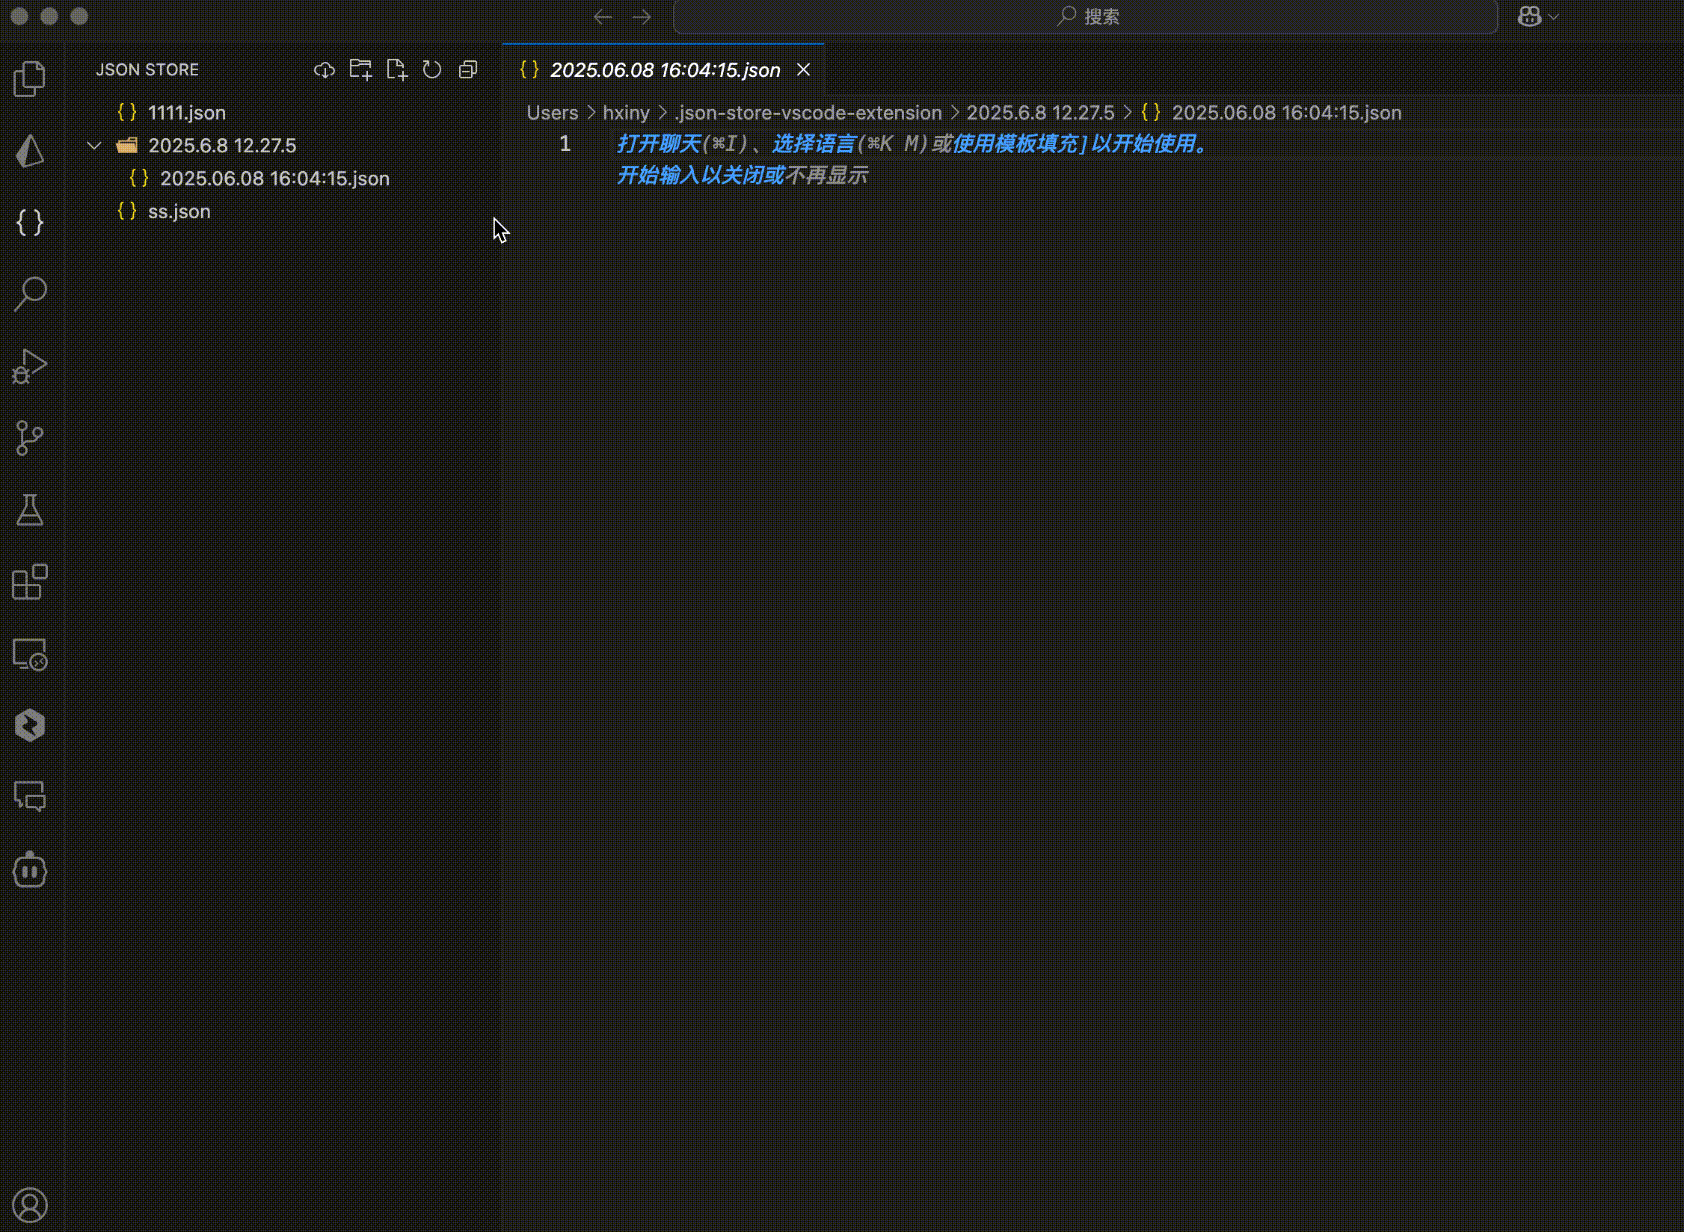 搜索
JSON STORE
2025.06.08 16:04:15.json
1111.json
2025.6.8 12.27.5
2025.06.08 16:04:15.json
ss.json
Users > hxiny > .json-store-vscode-extension > 2025.6.8 12.27.5 > {} 2025.06.08 16:04:15.json
1 打开聊天(⌘I)、选择语言(⌘K M)或使用模板填充]以开始使用。
开始输入以关闭或不再显示